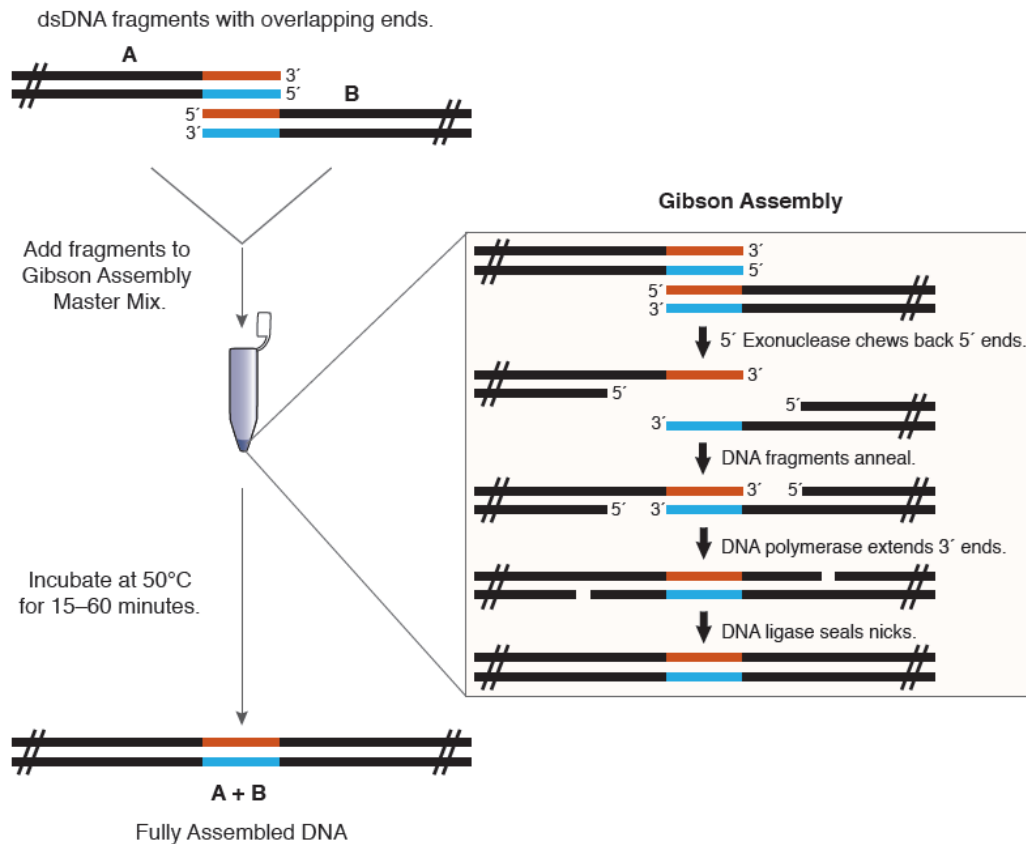 dsDNA fragments with overlapping ends.
A
3´
5´
B
5´
3´
Add fragments to
Gibson Assembly
Master Mix.
Incubate at 50°C
for 15–60 minutes.
A + B
Fully Assembled DNA
Gibson Assembly
3´
5´
5´
3´
5´ Exonuclease chews back 5´ ends.
3´
5´
5´
3´
DNA fragments anneal.
3´ 5´
5´ 3´
DNA polymerase extends 3´ ends.
DNA ligase seals nicks.